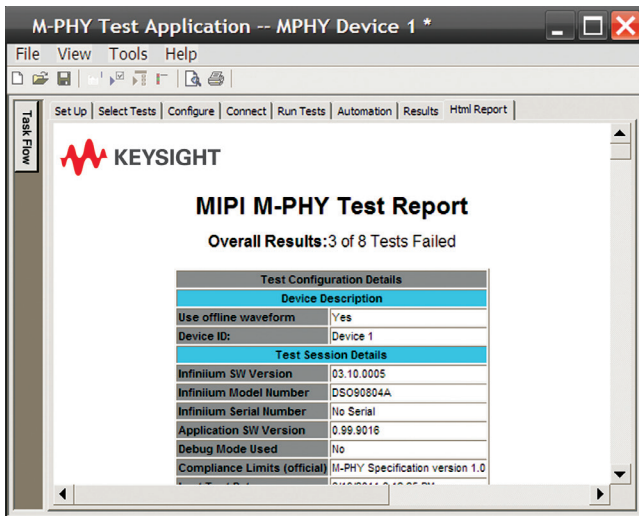 M-PHY Test Application -- MPHY Device 1 *
File View Tools Help
Task Flow
Set Up Select Tests Configure Connect Run Tests Automation Results Html Report
KEYSIGHT
MIPI M-PHY Test Report
Overall Results:3 of 8 Tests Failed
Test Configuration Details
Device Description
Use offline waveform Yes
Device ID: Device 1
Test Session Details
Infiniium SW Version 03.10.0005
Infiniium Model Number DSO90804A
Infiniium Serial Number No Serial
Application SW Version 0.99.9016
Debug Mode Used No
Compliance Limits (official) M-PHY Specification version 1.0